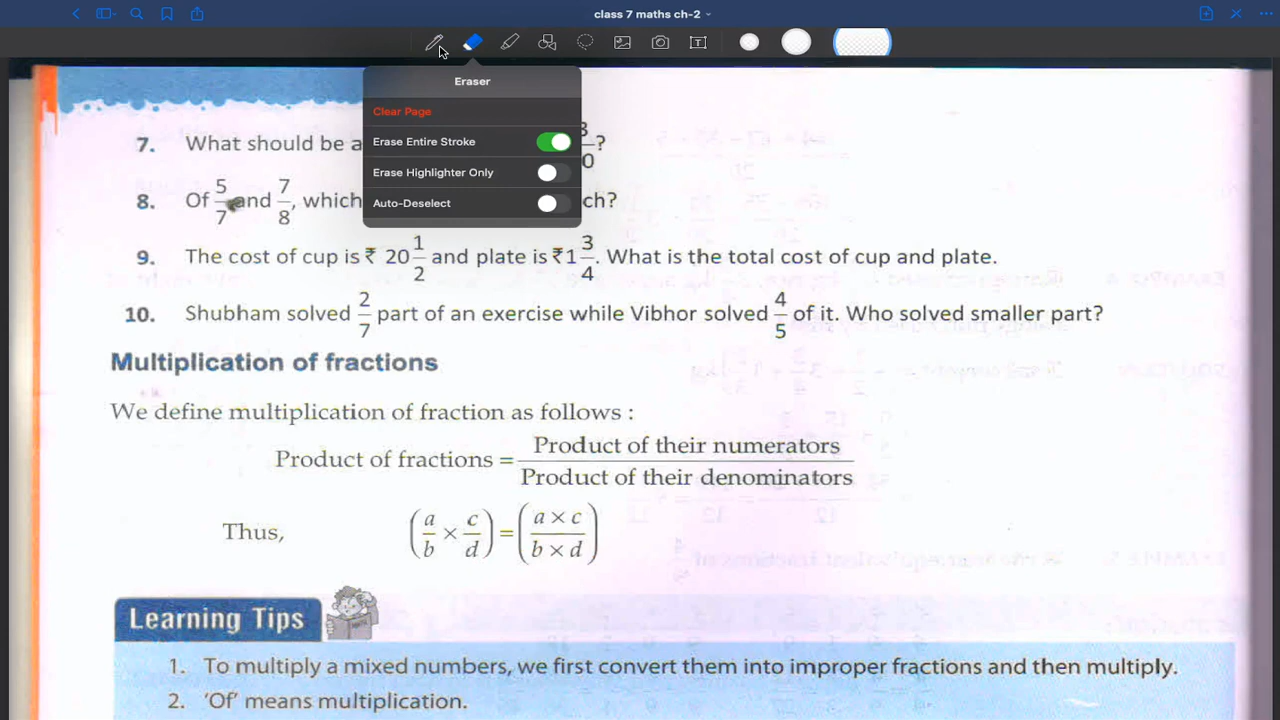 class 7 maths ch-2
Eraser
Clear Page
Erase Entire Stroke
Erase Highlighter Only
Auto-Deselect
7. What should be a 3/0?
8. Of 5/7 and 7/8, which ch?
9. The cost of cup is ₹ 20 1/2 and plate is ₹1 3/4. What is the total cost of cup and plate.
10. Shubham solved 2/7 part of an exercise while Vibhor solved 4/5 of it. Who solved smaller part?
Multiplication of fractions
We define multiplication of fraction as follows :
Product of fractions = Product of their numerators / Product of their denominators
Thus, (a/b × c/d) = (a × c / b × d)
Learning Tips
1. To multiply a mixed numbers, we first convert them into improper fractions and then multiply.
2. 'Of' means multiplication.